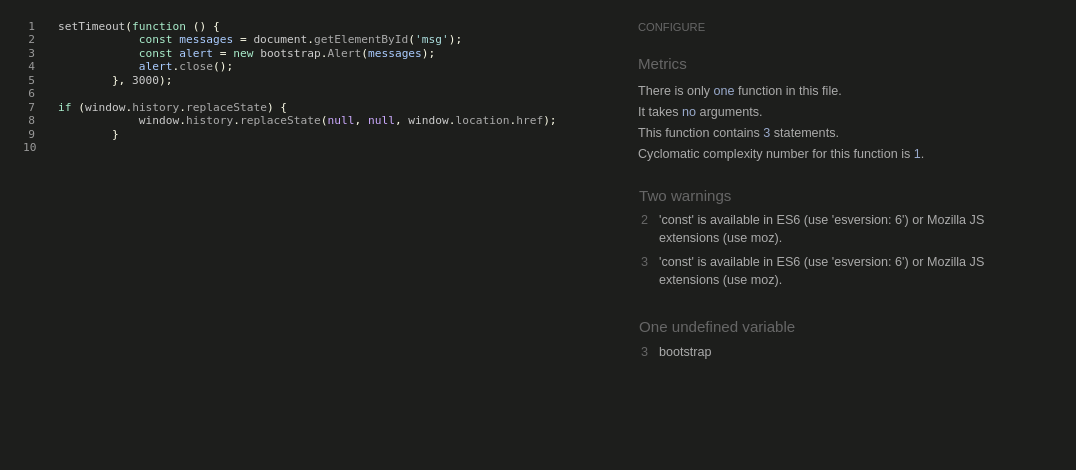 1 setTimeout(function () {
2 const messages = document.getElementById('msg');
3 const alert = new bootstrap.Alert(messages);
4 alert.close();
5 }, 3000);
6
7 if (window.history.replaceState) {
8 window.history.replaceState(null, null, window.location.href);
9 }
10
CONFIGURE
Metrics
There is only one function in this file.
It takes no arguments.
This function contains 3 statements.
Cyclomatic complexity number for this function is 1.
Two warnings
2 'const' is available in ES6 (use 'esversion: 6') or Mozilla JS
extensions (use moz).
3 'const' is available in ES6 (use 'esversion: 6') or Mozilla JS
extensions (use moz).
One undefined variable
3 bootstrap